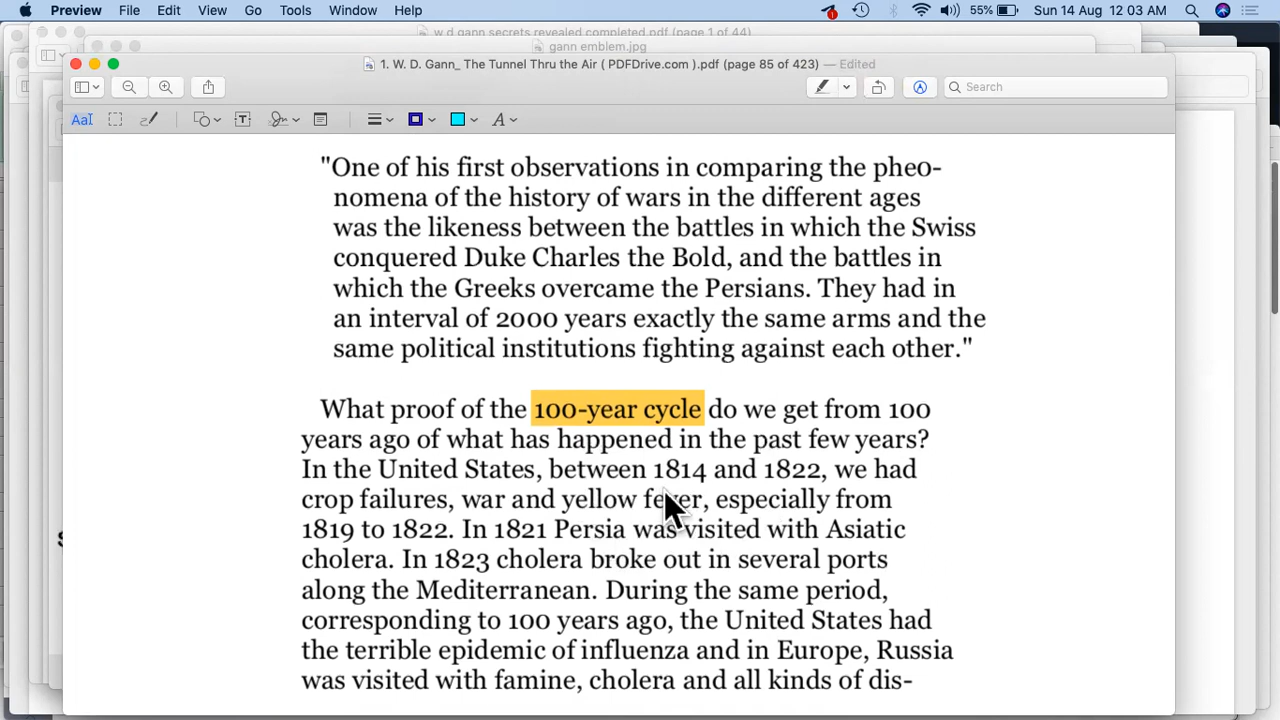 Preview File Edit View Go Tools Window Help 55% Sun 14 Aug 12 03 AM
w d gann secrets revealed completed.pdf (page 1 of 44)
gann emblem.jpg
1. W. D. Gann_ The Tunnel Thru the Air ( PDFDrive.com ).pdf (page 85 of 423) — Edited
Search
AaI T A
"One of his first observations in comparing the pheo-
nomena of the history of wars in the different ages
was the likeness between the battles in which the Swiss
conquered Duke Charles the Bold, and the battles in
which the Greeks overcame the Persians. They had in
an interval of 2000 years exactly the same arms and the
same political institutions fighting against each other."
What proof of the 100-year cycle do we get from 100
years ago of what has happened in the past few years?
In the United States, between 1814 and 1822, we had
crop failures, war and yellow fever, especially from
1819 to 1822. In 1821 Persia was visited with Asiatic
cholera. In 1823 cholera broke out in several ports
along the Mediterranean. During the same period,
corresponding to 100 years ago, the United States had
the terrible epidemic of influenza and in Europe, Russia
was visited with famine, cholera and all kinds of dis-